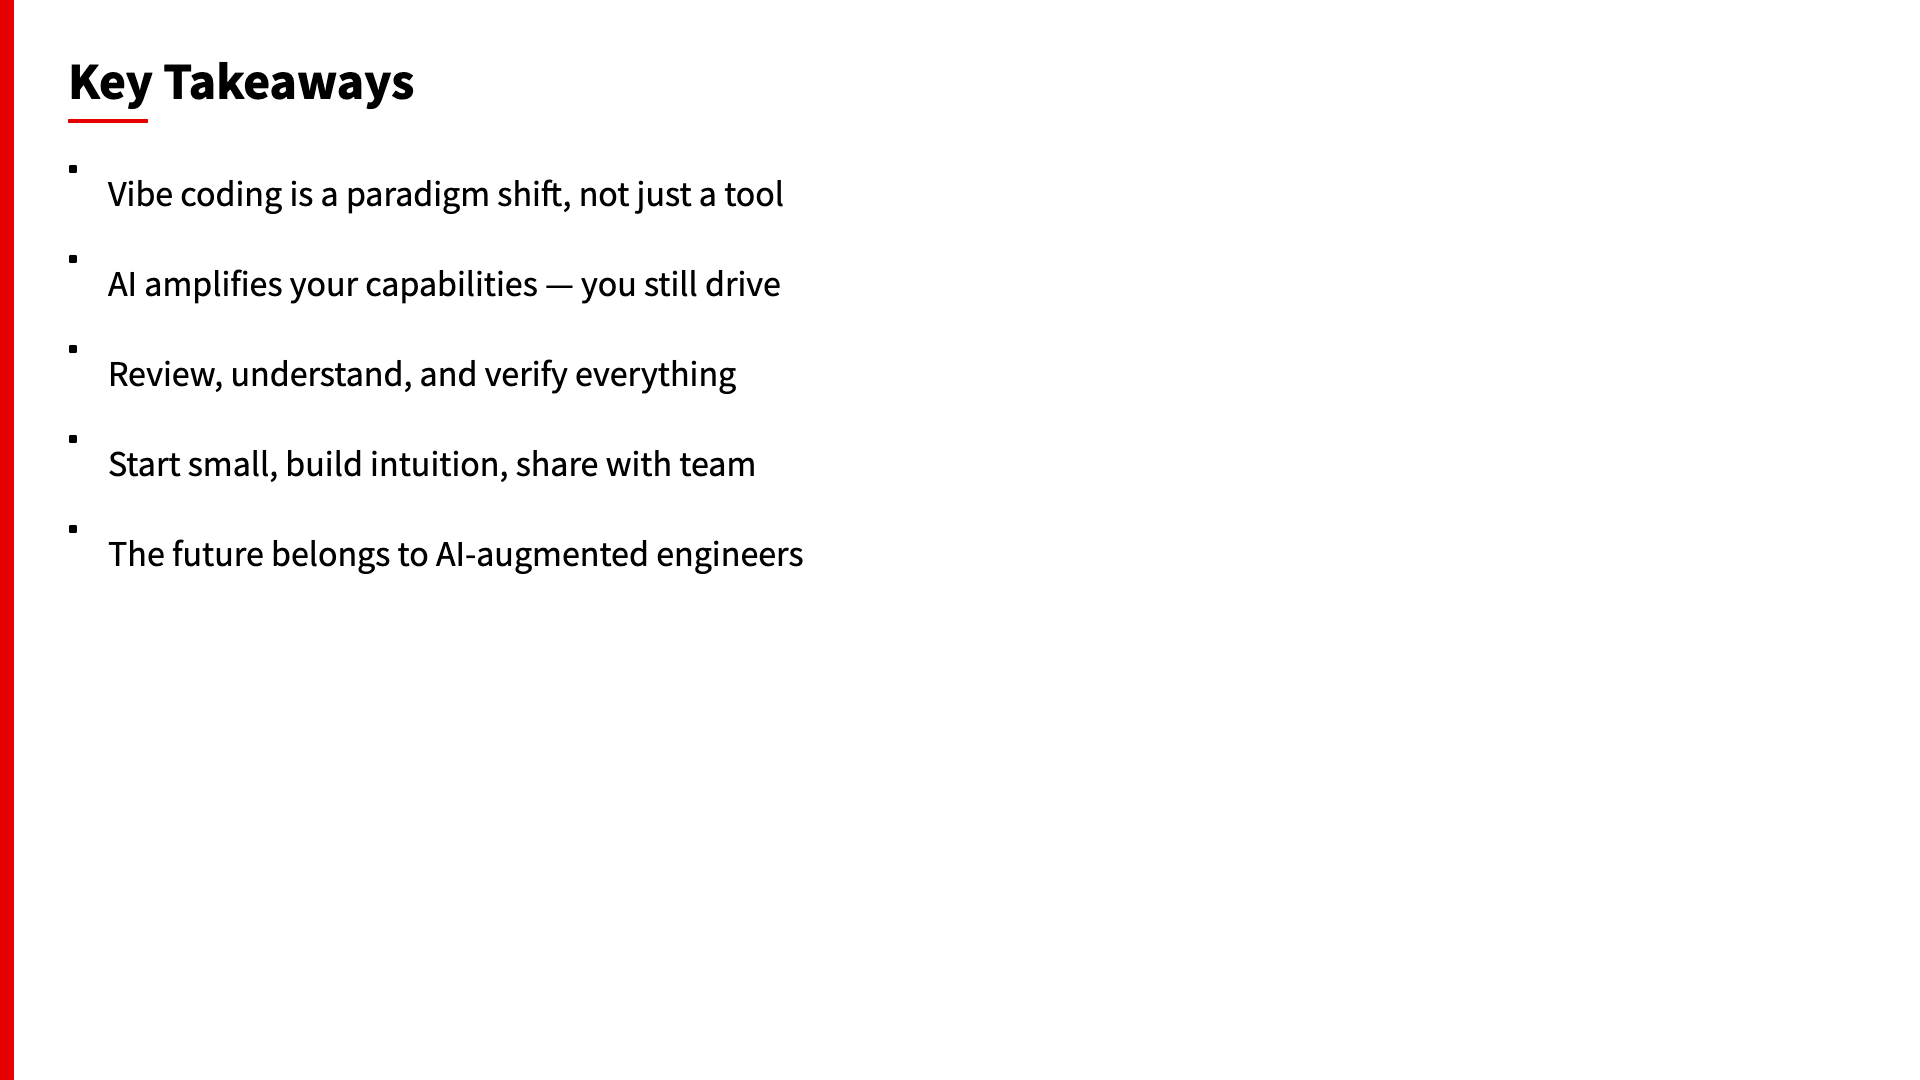 Key Takeaways
▪ Vibe coding is a paradigm shift, not just a tool
▪ AI amplifies your capabilities — you still drive
▪ Review, understand, and verify everything
▪ Start small, build intuition, share with team
▪ The future belongs to AI-augmented engineers